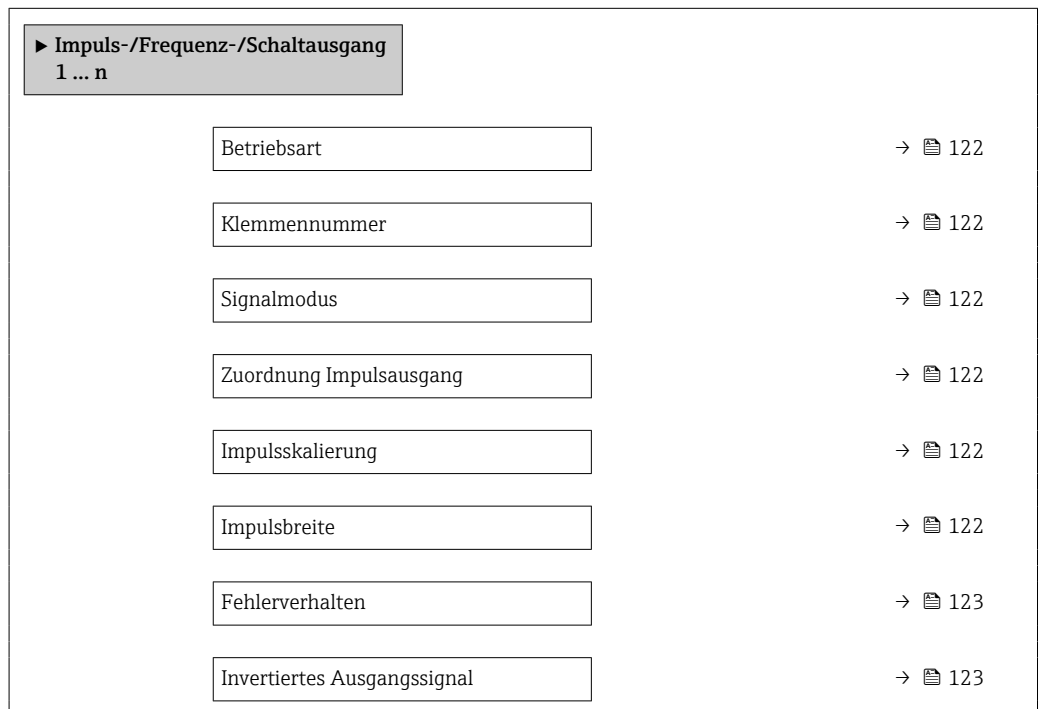 ▶ Impuls-/Frequenz-/Schaltausgang
1 ... n
Betriebsart → 122
Klemmennummer → 122
Signalmodus → 122
Zuordnung Impulsausgang → 122
Impulsskalierung → 122
Impulsbreite → 122
Fehlerverhalten → 123
Invertiertes Ausgangssignal → 123